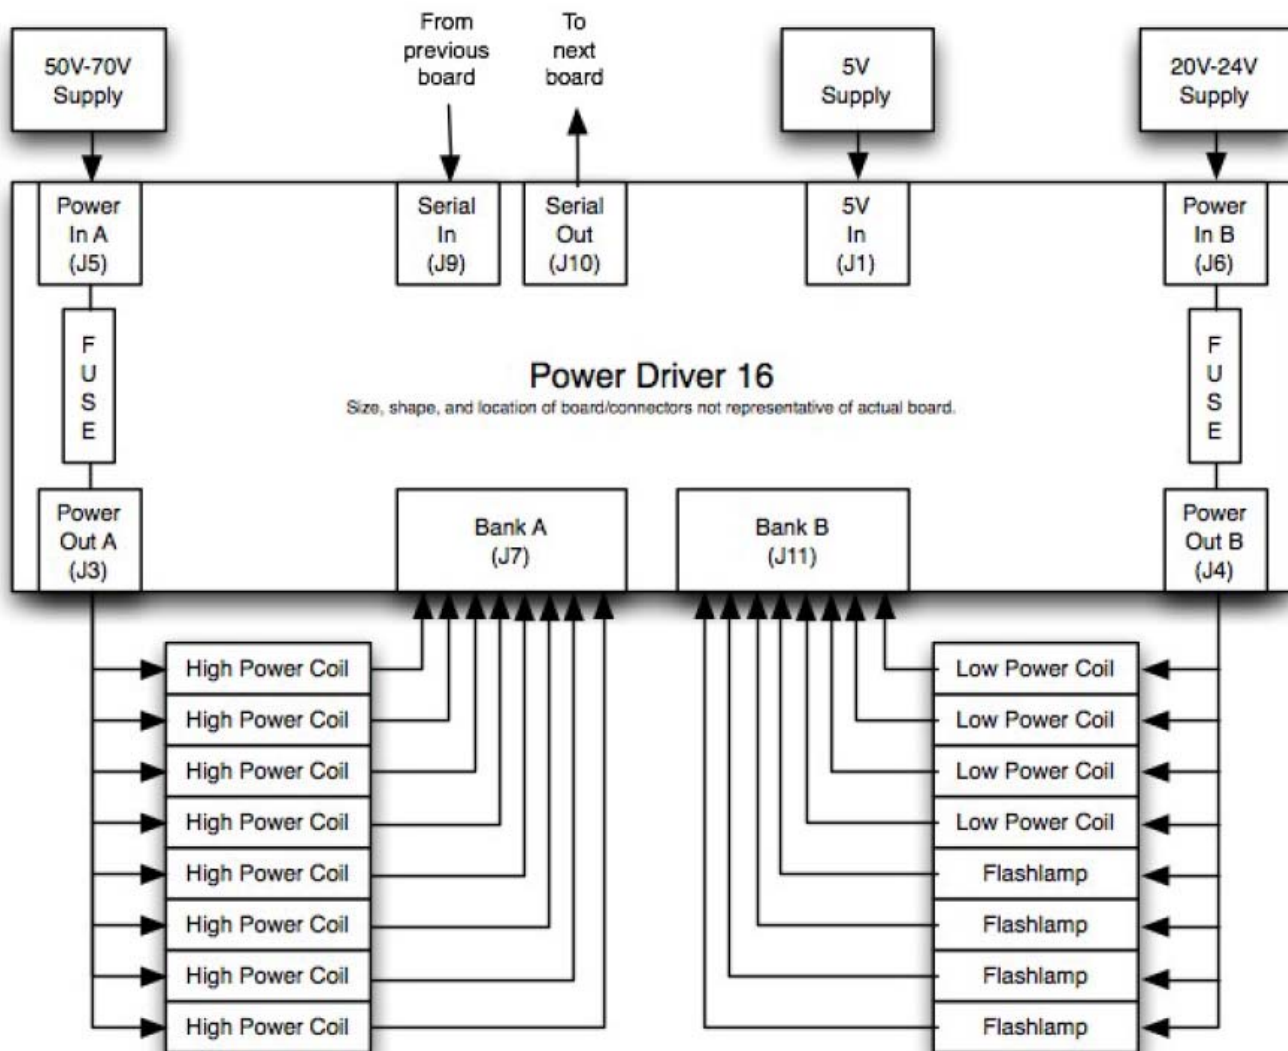 From
previous
board
To
next
board
50V-70V
Supply
5V
Supply
20V-24V
Supply
Power
In A
(J5)
Serial
In
(J9)
Serial
Out
(J10)
5V
In
(J1)
Power
In B
(J6)
F
U
S
E
F
U
S
E
Power Driver 16
Size, shape, and location of board/connectors not representative of actual board.
Power
Out A
(J3)
Bank A
(J7)
Bank B
(J11)
Power
Out B
(J4)
High Power Coil
High Power Coil
High Power Coil
High Power Coil
High Power Coil
High Power Coil
High Power Coil
High Power Coil
Low Power Coil
Low Power Coil
Low Power Coil
Low Power Coil
Flashlamp
Flashlamp
Flashlamp
Flashlamp